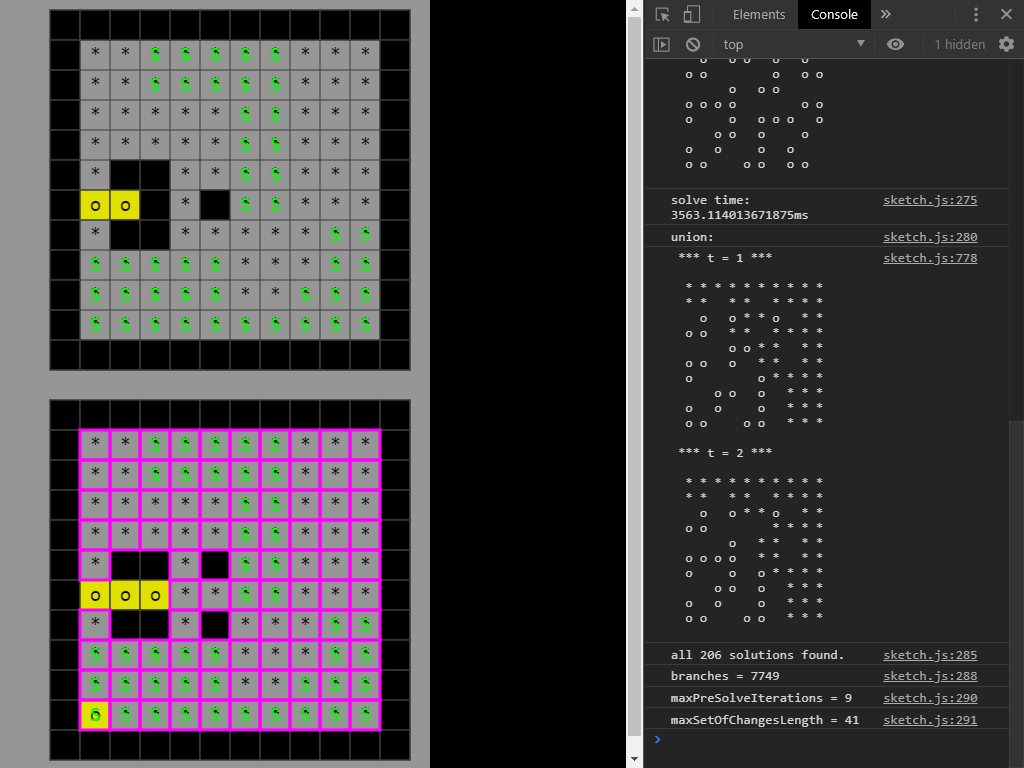 * * $ $ $ $ $ * * *
* * $ $ $ $ $ * * *
* * * * * $ $ * * *
* * * * * $ $ * * *
* * * $ $ * * *
o o * $ $ * * *
* * * * * * $ $
$ $ $ $ $ * * * $ $
$ $ $ $ $ * * $ $ $
$ $ $ $ $ $ $ $ $ $
* * $ $ $ $ $ * * *
* * $ $ $ $ $ * * *
* * * * * $ $ * * *
* * * * * $ $ * * *
* * $ $ * * *
o o o * * $ $ * * *
* * * * * $ $
$ $ $ $ $ * * * $ $
$ $ $ $ $ * * $ $ $
o $ $ $ $ $ $ $ $ $
Elements Console »
top 1 hidden
o o o o o
o o o o o
o o o
o o o o o o
o o o o o o
o o o o
o o o o
o o o o o o
solve time: sketch.js:275
3563.114013671875ms
union: sketch.js:280
*** t = 1 *** sketch.js:778
* * * * * * * * * *
* * * * * * *
o o * * o * *
o o * * * * * *
o o * * * *
o o o * * * *
o o * * * *
o o o * * *
o o o * * *
o o o o * * *
*** t = 2 ***
* * * * * * * * * *
* * * * * * *
o o * * o * *
o o * * * *
o * * * *
o o o o * * * *
o o o * * * *
o * * *
o o o * * *
o o o o * * *
all 206 solutions found. sketch.js:285
branches = 7749 sketch.js:288
maxPreSolveIterations = 9 sketch.js:290
maxSetOfChangesLength = 41 sketch.js:291
>